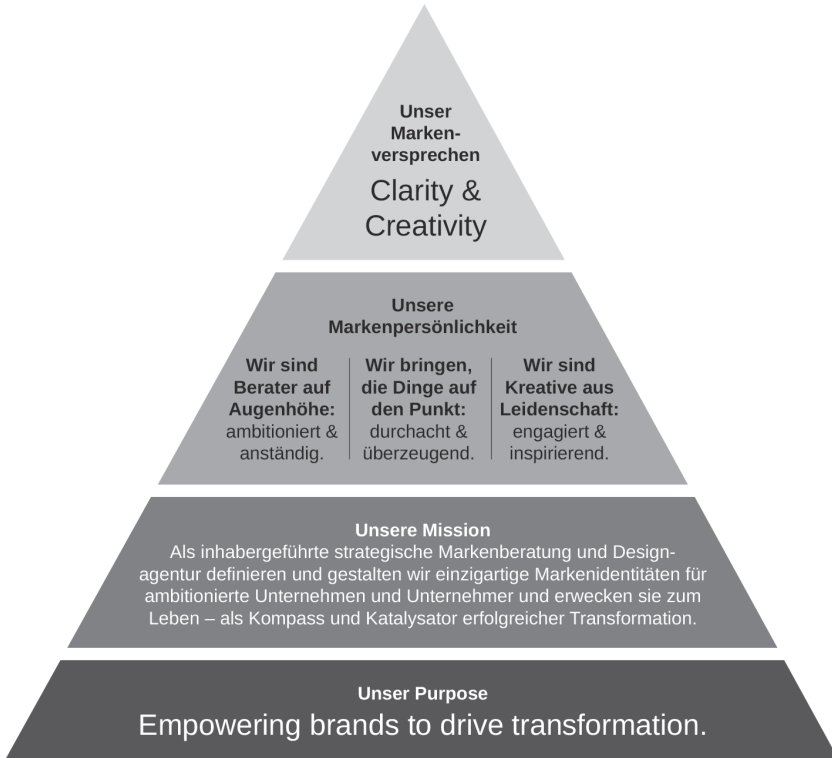 Unser
Marken-
versprechen
Clarity &
Creativity
Unsere
Markenpersönlichkeit
Wir sind
Berater auf
Augenhöhe:
ambitioniert &
anständig.
Wir bringen,
die Dinge auf
den Punkt:
durchacht &
überzeugend.
Wir sind
Kreative aus
Leidenschaft:
engagiert &
inspirierend.
Unsere Mission
Als inhabergeführte strategische Markenberatung und Design-
agentur definieren und gestalten wir einzigartige Markenidentitäten für
ambitionierte Unternehmen und Unternehmer und erwecken sie zum
Leben – als Kompass und Katalysator erfolgreicher Transformation.
Unser Purpose
Empowering brands to drive transformation.